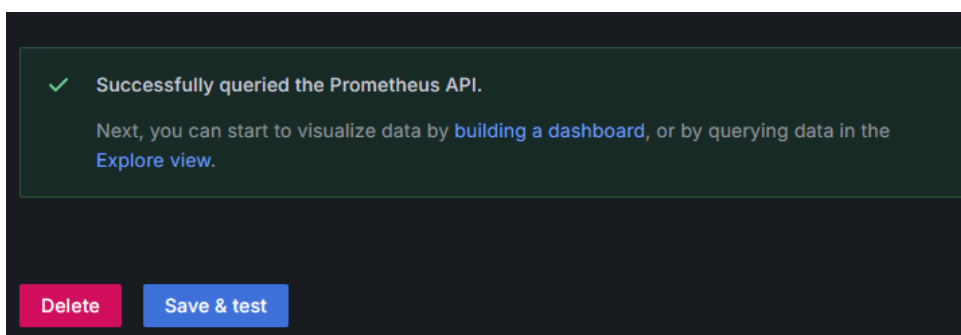 Successfully queried the Prometheus API.
Next, you can start to visualize data by building a dashboard, or by querying data in the
Explore view.
Delete
Save & test